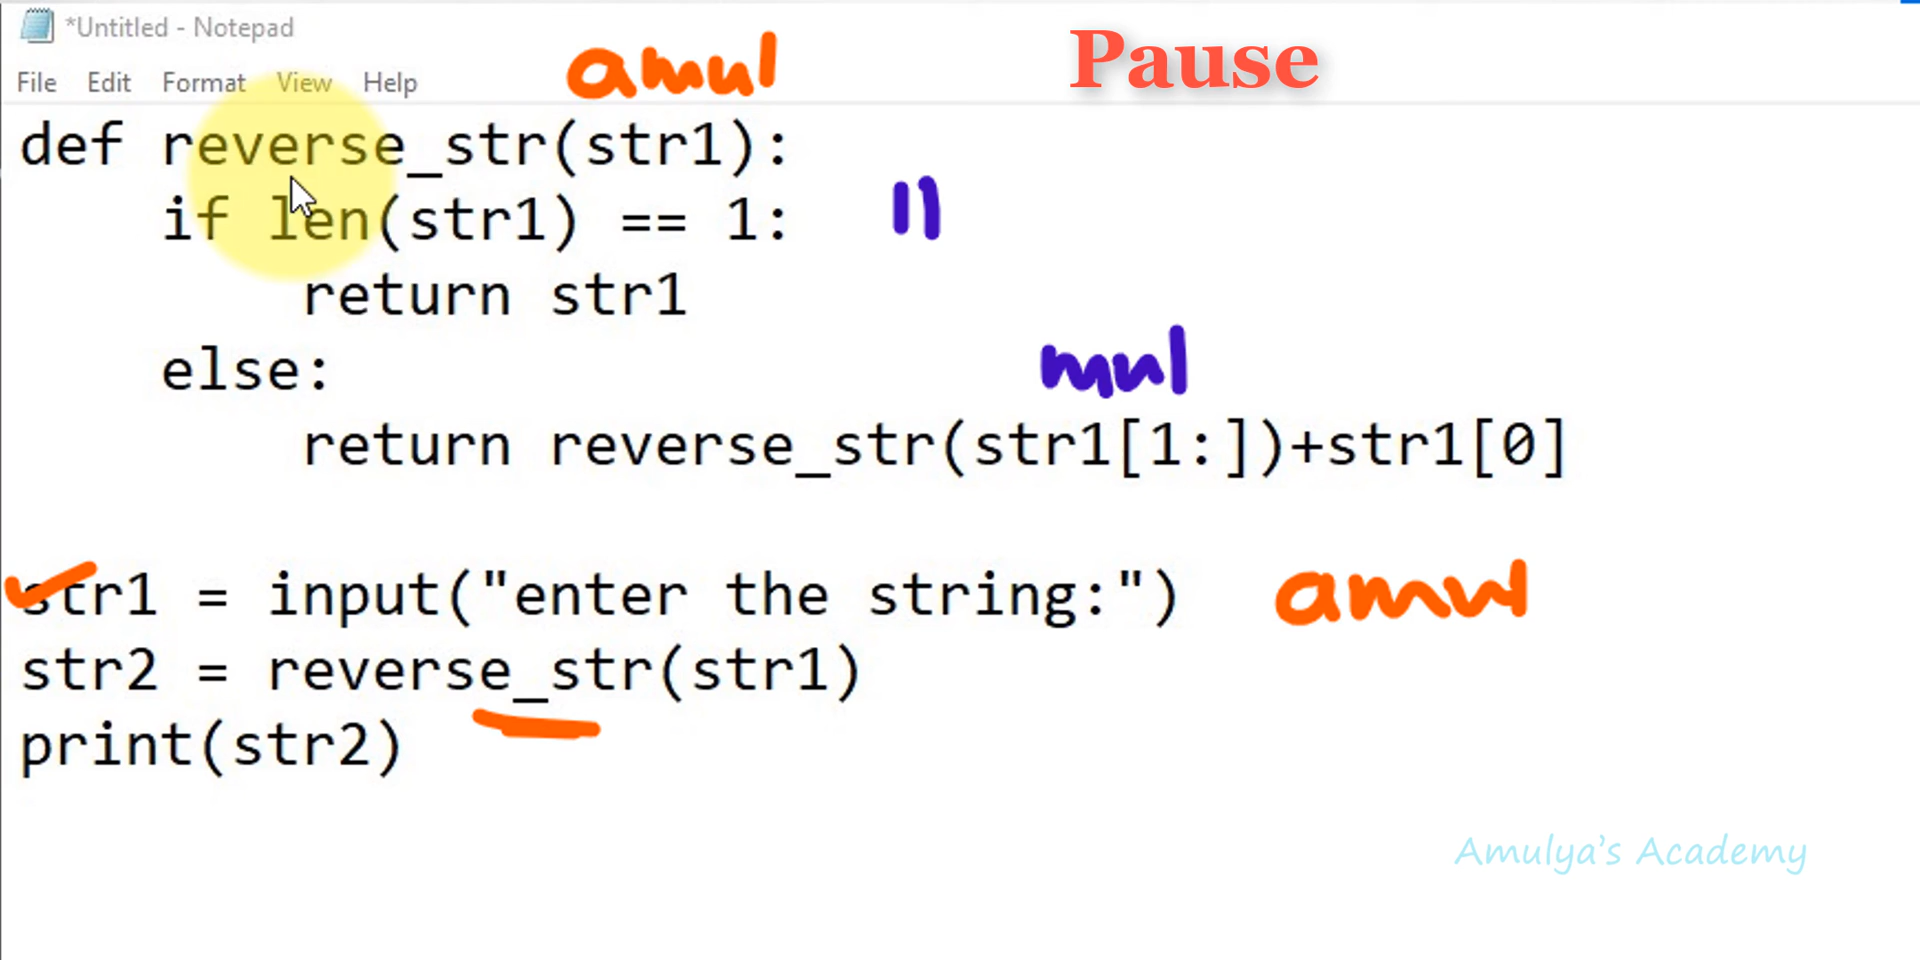 *Untitled - Notepad
amul
Pause
File Edit Format View Help
def reverse_str(str1):
if len(str1) == 1:
11
return str1
else:
mul
return reverse_str(str1[1:])+str1[0]
str1 = input("enter the string:")
amul
str2 = reverse_str(str1)
print(str2)
Amulya's Academy